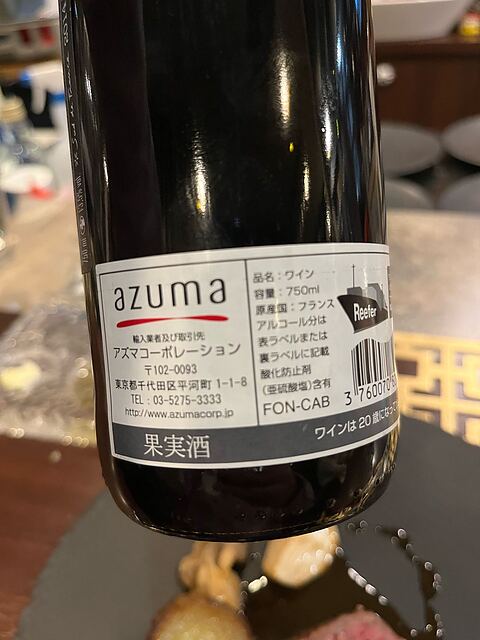 azuma
輸入業者及び取引先
アズマコーポレーション
〒102-0093
東京都千代田区平河町 1-1-8
TEL : 03-5275-3333
http://www.azumacorp.jp
果実酒
品名：ワイン
容量：750ml
原産国：フランス
アルコール分は
表ラベルまたは
裏ラベルに記載
酸化防止剤
(亜硫酸塩)含有
FON-CAB
Reefer
3 760070
ワインは20歳になって